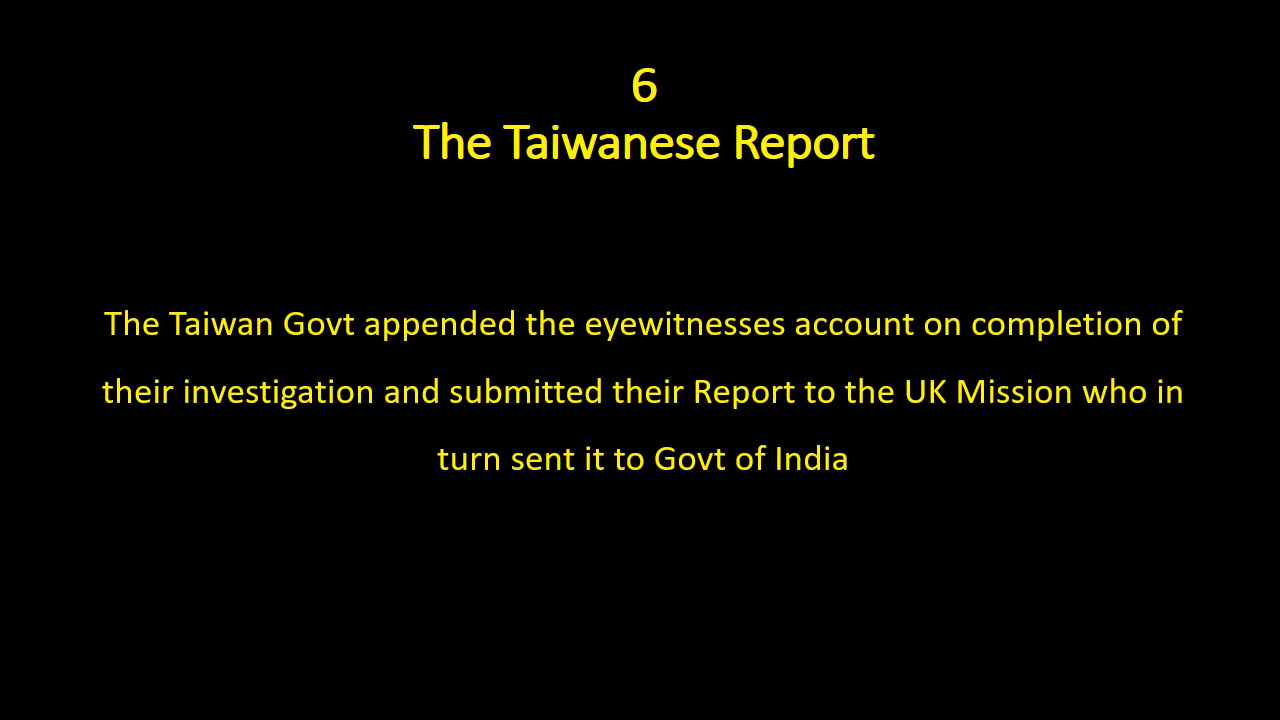 6
The Taiwanese Report
The Taiwan Govt appended the eyewitnesses account on completion of
their investigation and submitted their Report to the UK Mission who in
turn sent it to Govt of India